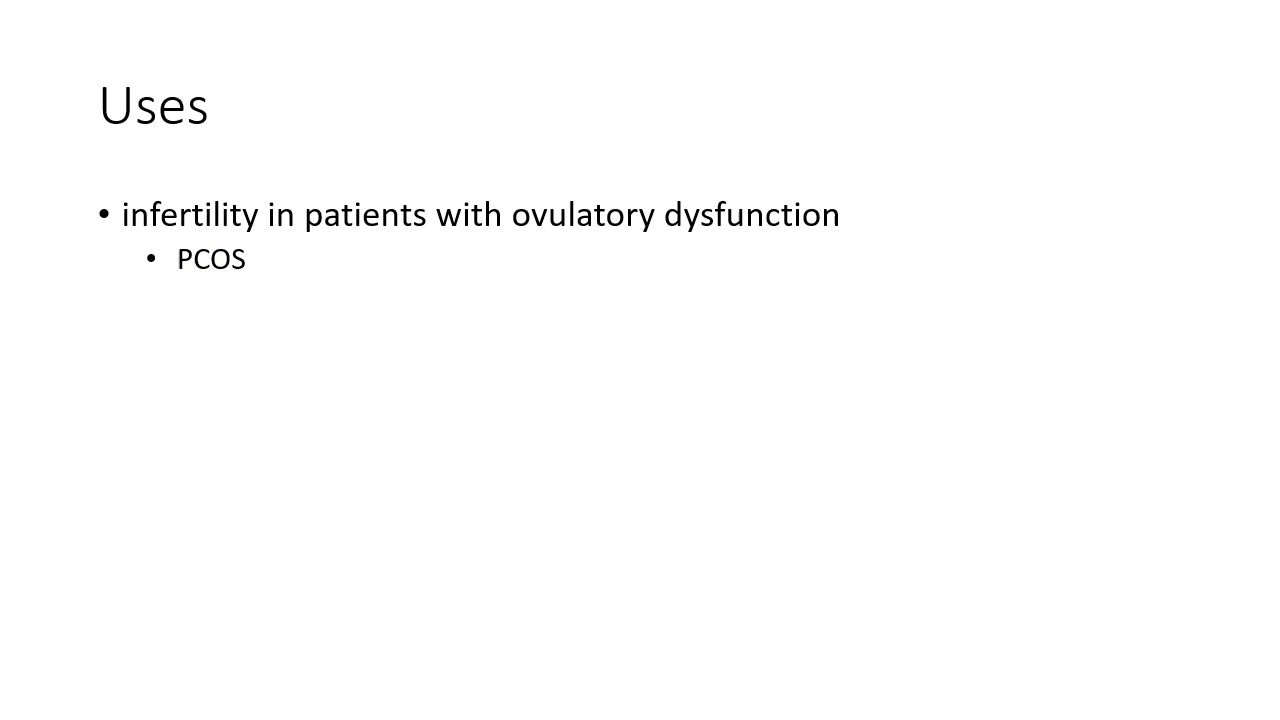 Uses
• infertility in patients with ovulatory dysfunction
• PCOS